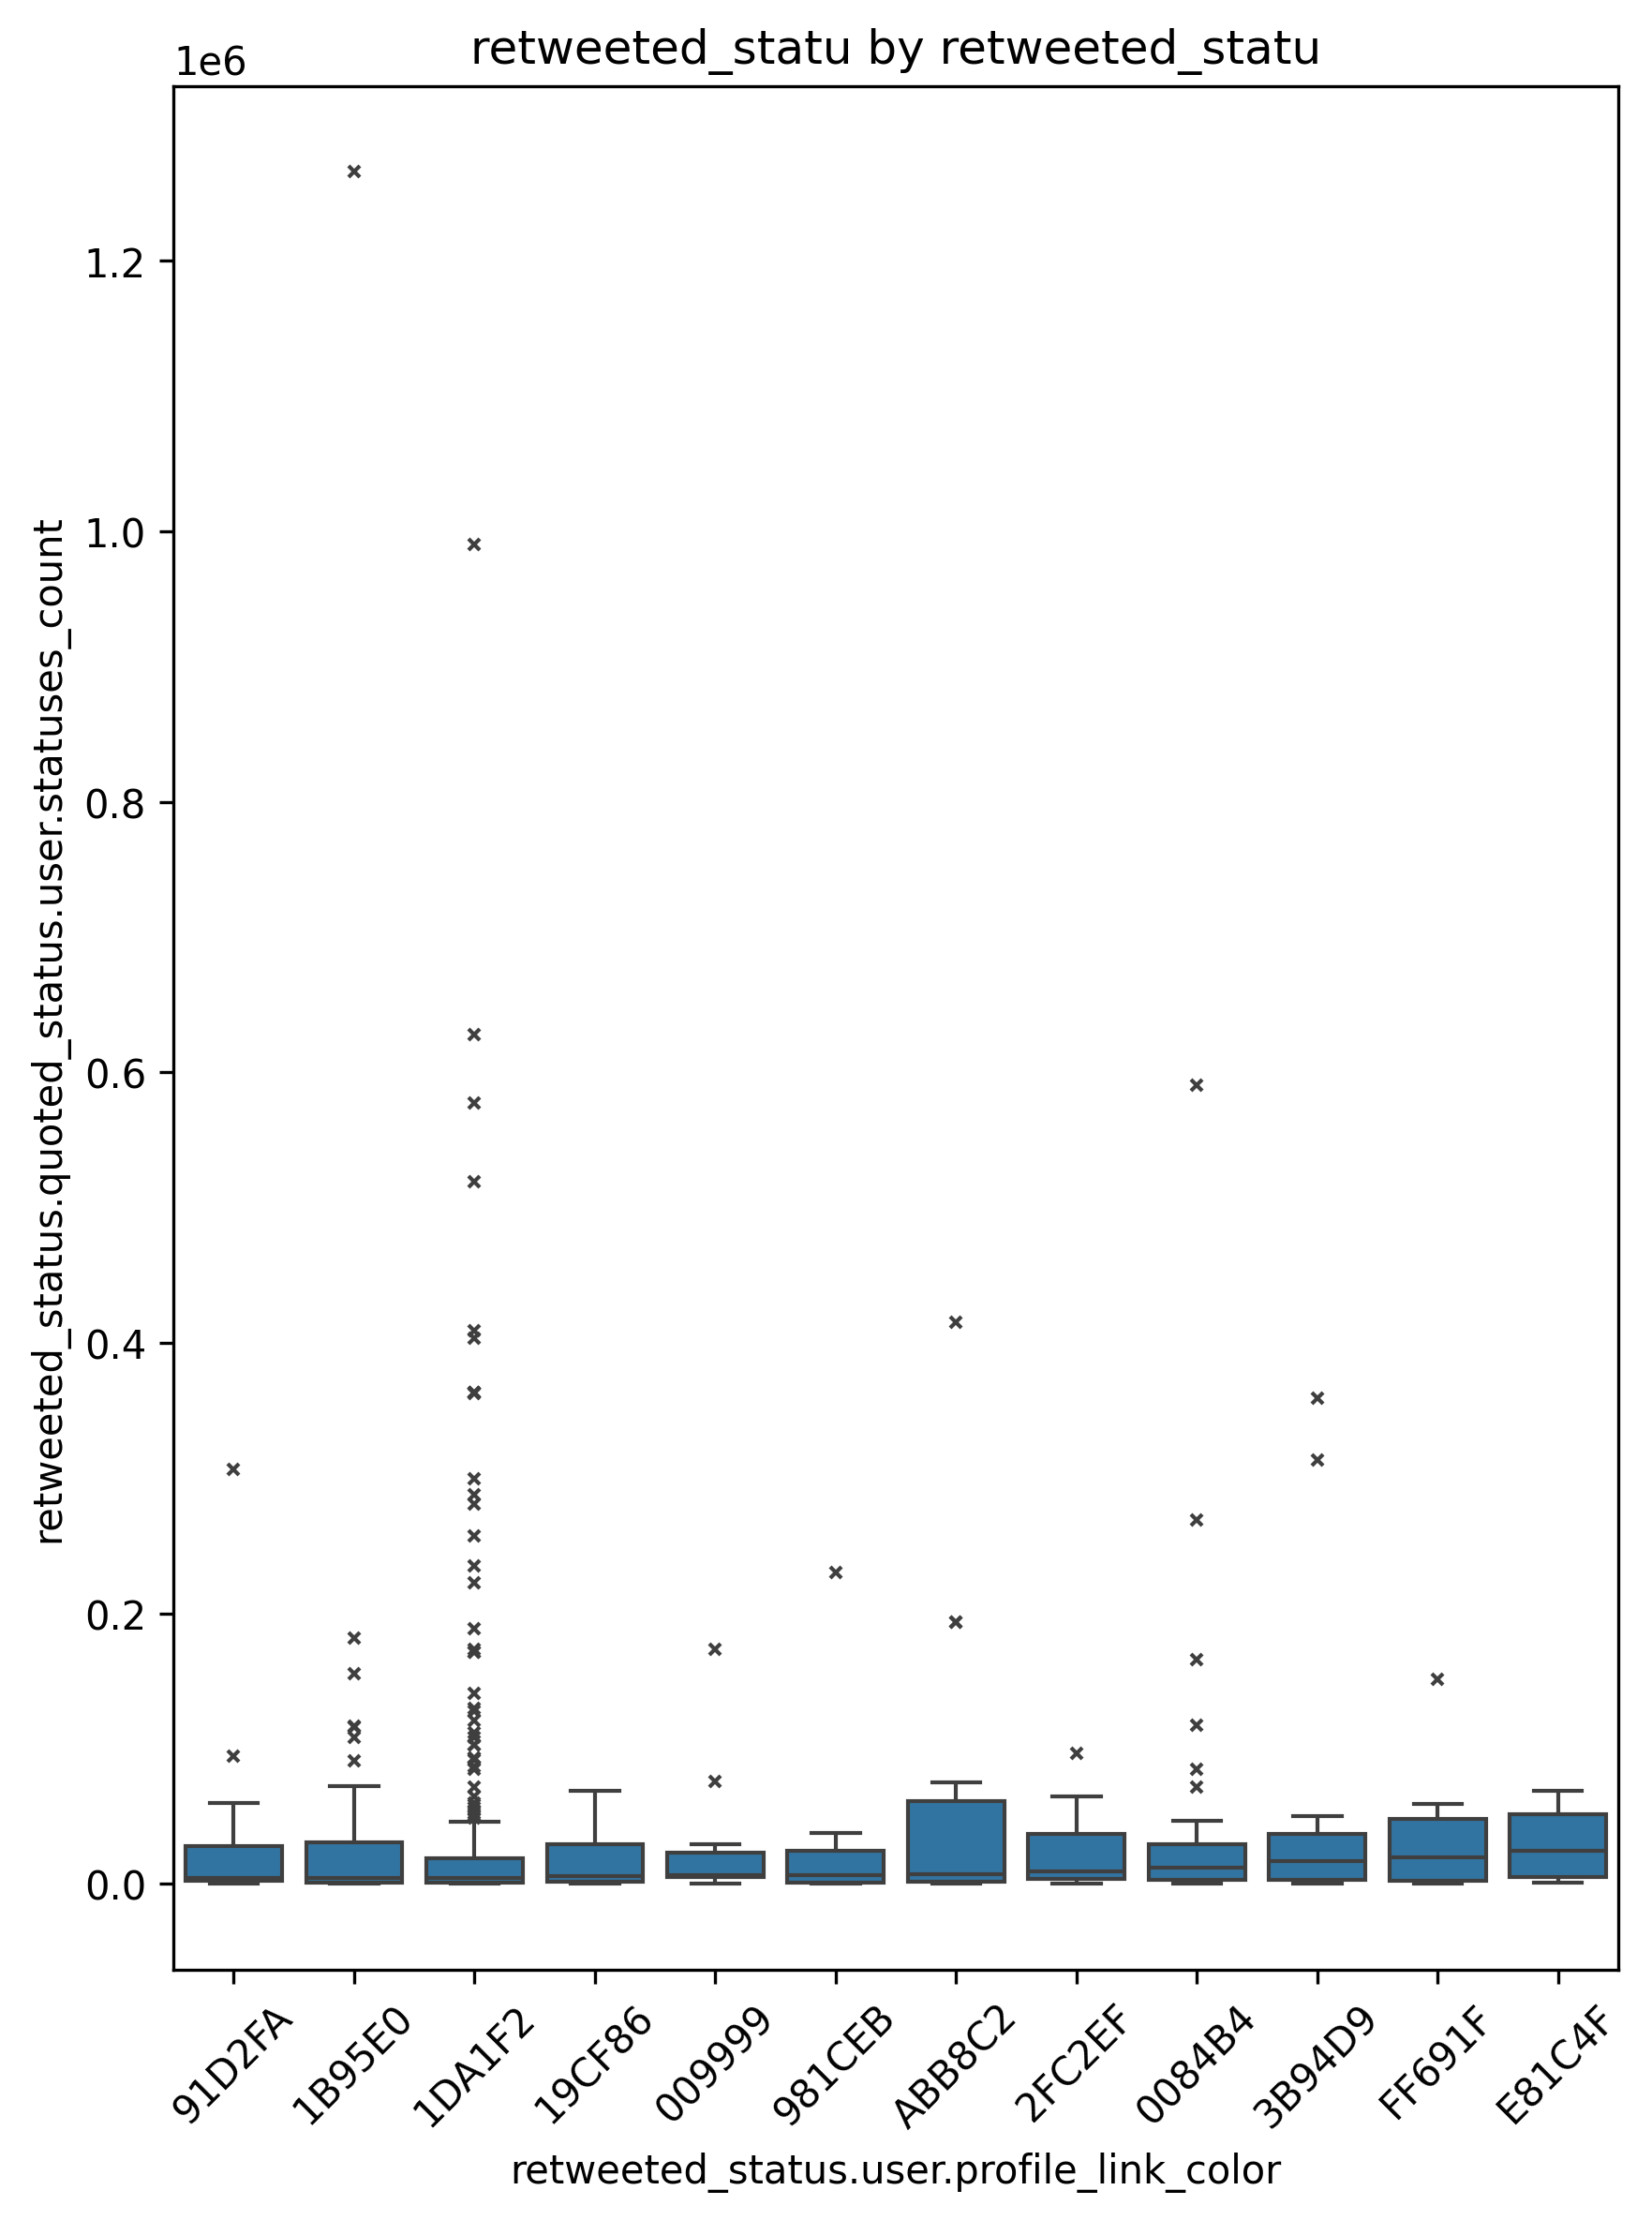 retweeted_statu by retweeted_statu
1e6
1.2
1.0
0.8
0.6
0.4
0.2
0.0
retweeted_status.quoted_status.user.statuses_count
91D2FA
1B95E0
1DA1F2
19CF86
009999
981CEB
ABB8C2
2FC2EF
0084B4
3B94D9
FF691F
E81C4F
retweeted_status.user.profile_link_color